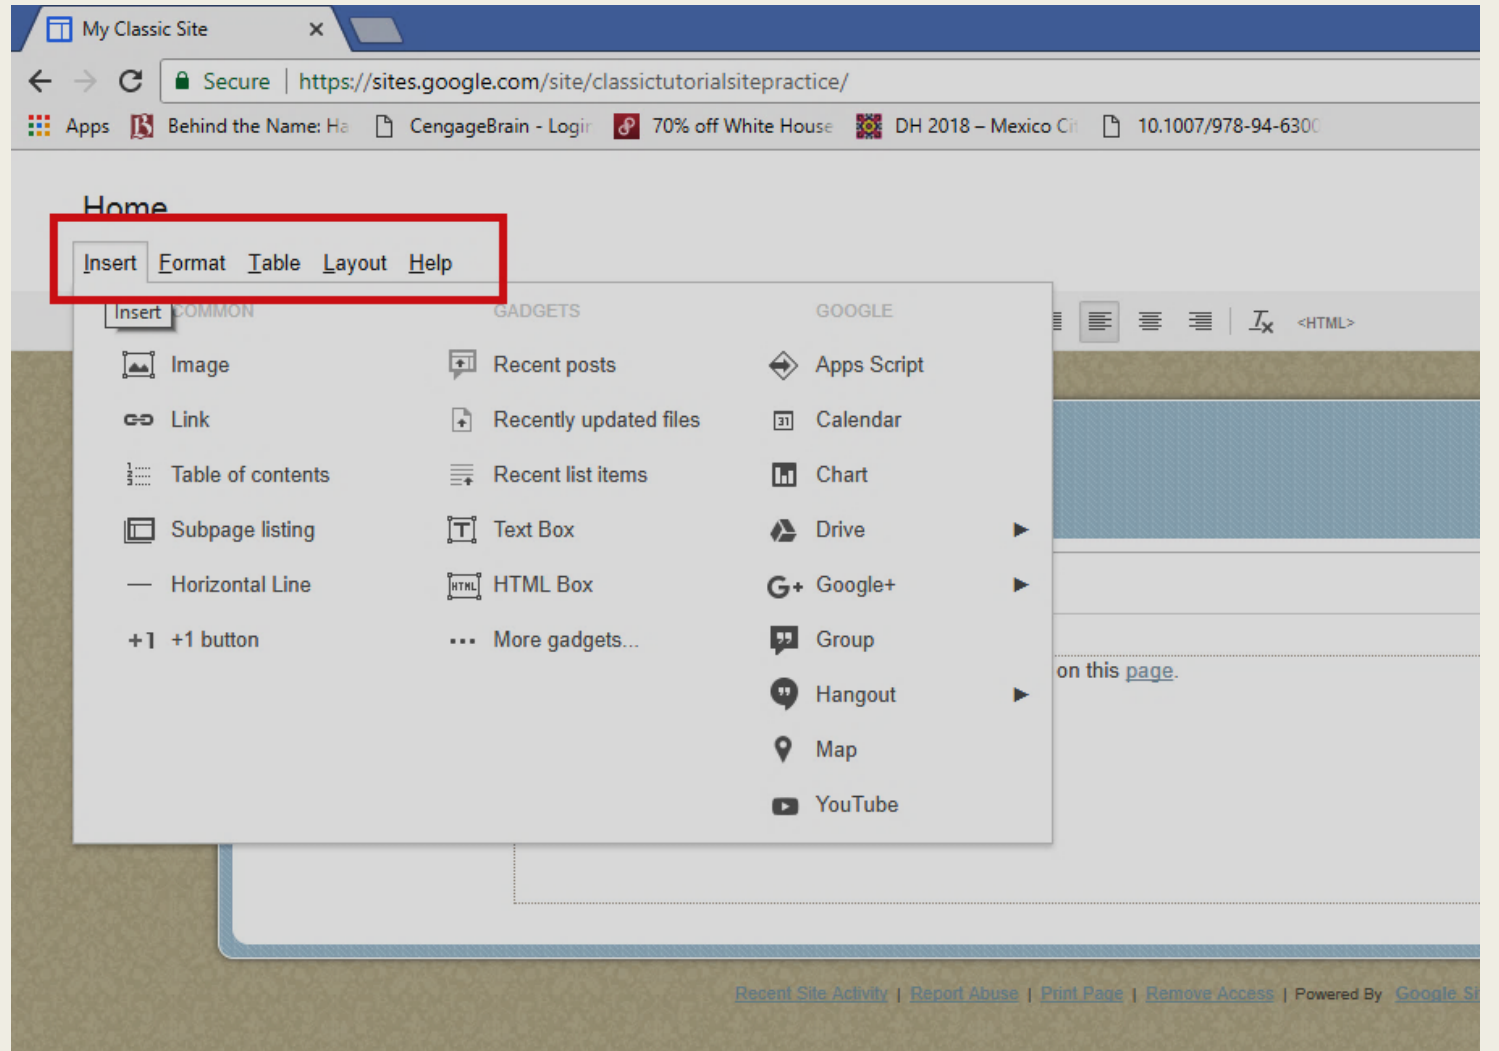 My Classic Site
Secure | https://sites.google.com/site/classictutorialsitepractice/
Apps Behind the Name: Ha CengageBrain - Login 70% off White House DH 2018 – Mexico Ci 10.1007/978-94-6300
Home
Insert Format Table Layout Help
Insert
COMMON GADGETS GOOGLE
<HTML>
Image Recent posts Apps Script
Link Recently updated files 31 Calendar
Table of contents Recent list items Chart
Subpage listing T Text Box Drive
Horizontal Line HTML HTML Box G+ Google+
+1 +1 button More gadgets... Group
on this page.
Hangout
Map
YouTube
Recent Site Activity | Report Abuse | Print Page | Remove Access | Powered By Google Si